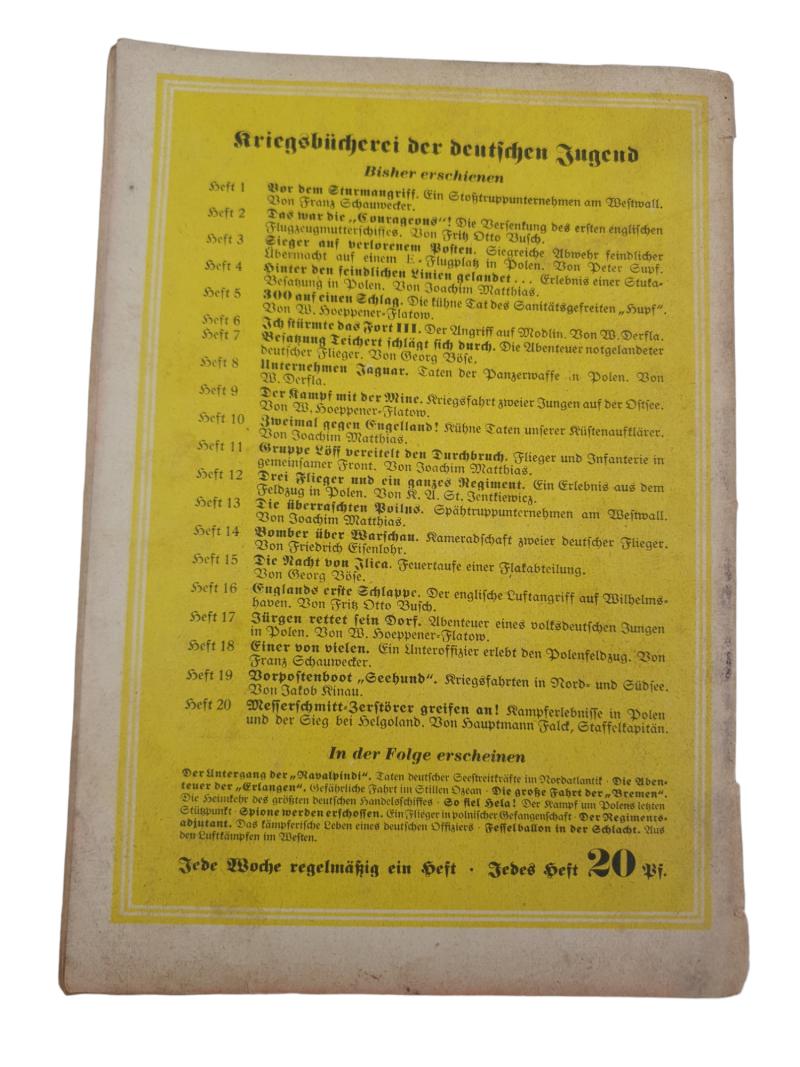 Kriegsbücherei der deutschen Jugend
Bisher erschienen
Heft 1 Vor dem Sturmangriff. Ein Stoßtruppunternehmen am Westwall.
Von Franz Schauwecker.
Heft 2 Das war die „Courageous“! Die Versenkung des ersten englischen
Flugzeugmutterschiffes. Von Fritz Otto Busch.
Heft 3 Sieger auf verlorenem Posten. Siegreiche Abwehr feindlicher
Übermacht auf einem E-Flugplatz in Polen. Von Peter Supf.
Heft 4 Hinter den feindlichen Linien gelandet... Erlebnis einer Stuka-
Besatzung in Polen. Von Joachim Matthias.
Heft 5 300 auf einen Schlag. Die kühne Tat des Sanitätsgefreiten „Hupf“.
Von W. Hoeppener-Flatow.
Heft 6 Ich stürmte das Fort III. Der Angriff auf Modlin. Von W. Derfla.
Heft 7 Besatzung Teichert schlägt sich durch. Die Abenteuer notgelandeter
deutscher Flieger. Von Georg Böse.
Heft 8 Unternehmen Jaguar. Taten der Panzerwaffe in Polen. Von
W. Derfla.
Heft 9 Der Kampf mit der Mine. Kriegsfahrt zweier Jungen auf der Ostsee.
Von W. Hoeppener-Flatow.
Heft 10 Zweimal gegen Engelland! Kühne Taten unserer Küstenaufklärer.
Von Joachim Matthias.
Heft 11 Gruppe Löff vereitelt den Durchbruch. Flieger und Infanterie in
gemeinsamer Front. Von Joachim Matthias.
Heft 12 Drei Flieger und ein ganzes Regiment. Ein Erlebnis aus dem
Feldzug in Polen. Von K. A. St. Jentkiewicz.
Heft 13 Die überraschten Poilus. Spähtruppunternehmen am Westwall.
Von Joachim Matthias.
Heft 14 Bomber über Warschau. Kameradschaft zweier deutscher Flieger.
Von Friedrich Eisenlohr.
Heft 15 Die Nacht von Ilica. Feuertaufe einer Flakabteilung.
Von Georg Böse.
Heft 16 Englands erste Schlappe. Der englische Luftangriff auf Wilhelms-
haven. Von Fritz Otto Busch.
Heft 17 Jürgen rettet sein Dorf. Abenteuer eines volksdeutschen Jungen
in Polen. Von W. Hoeppener-Flatow.
Heft 18 Einer von vielen. Ein Unteroffizier erlebt den Polenfeldzug. Von
Franz Schauwecker.
Heft 19 Vorpostenboot „Seehund“. Kriegsfahrten in Nord- und Südsee.
Von Jakob Kinau.
Heft 20 Messerschmitt-Zerstörer greifen an! Kampferlebnisse in Polen
und der Sieg bei Helgoland. Von Hauptmann Falck, Staffelkapitän.
In der Folge erscheinen
Der Untergang der „Ravalpindi“. Taten deutscher Seestreitkräfte im Nordatlantik · Die Aben-
teuer der „Erlangen“. Gefährliche Fahrt im Stillen Ozean · Die große Fahrt der „Bremen“.
Die Heimkehr des größten deutschen Handelsschiffes · So fiel Hela! Der Kampf um Polens letzten
Stützpunkt · Spione werden erschossen. Ein Flieger in polnischer Gefangenschaft · Der Regiments-
adjutant. Das kämpferische Leben eines deutschen Offiziers · Fesselballon in der Schlacht. Aus
den Luftkämpfen im Westen.
Jede Woche regelmäßig ein Heft · Jedes Heft 20 Pf.